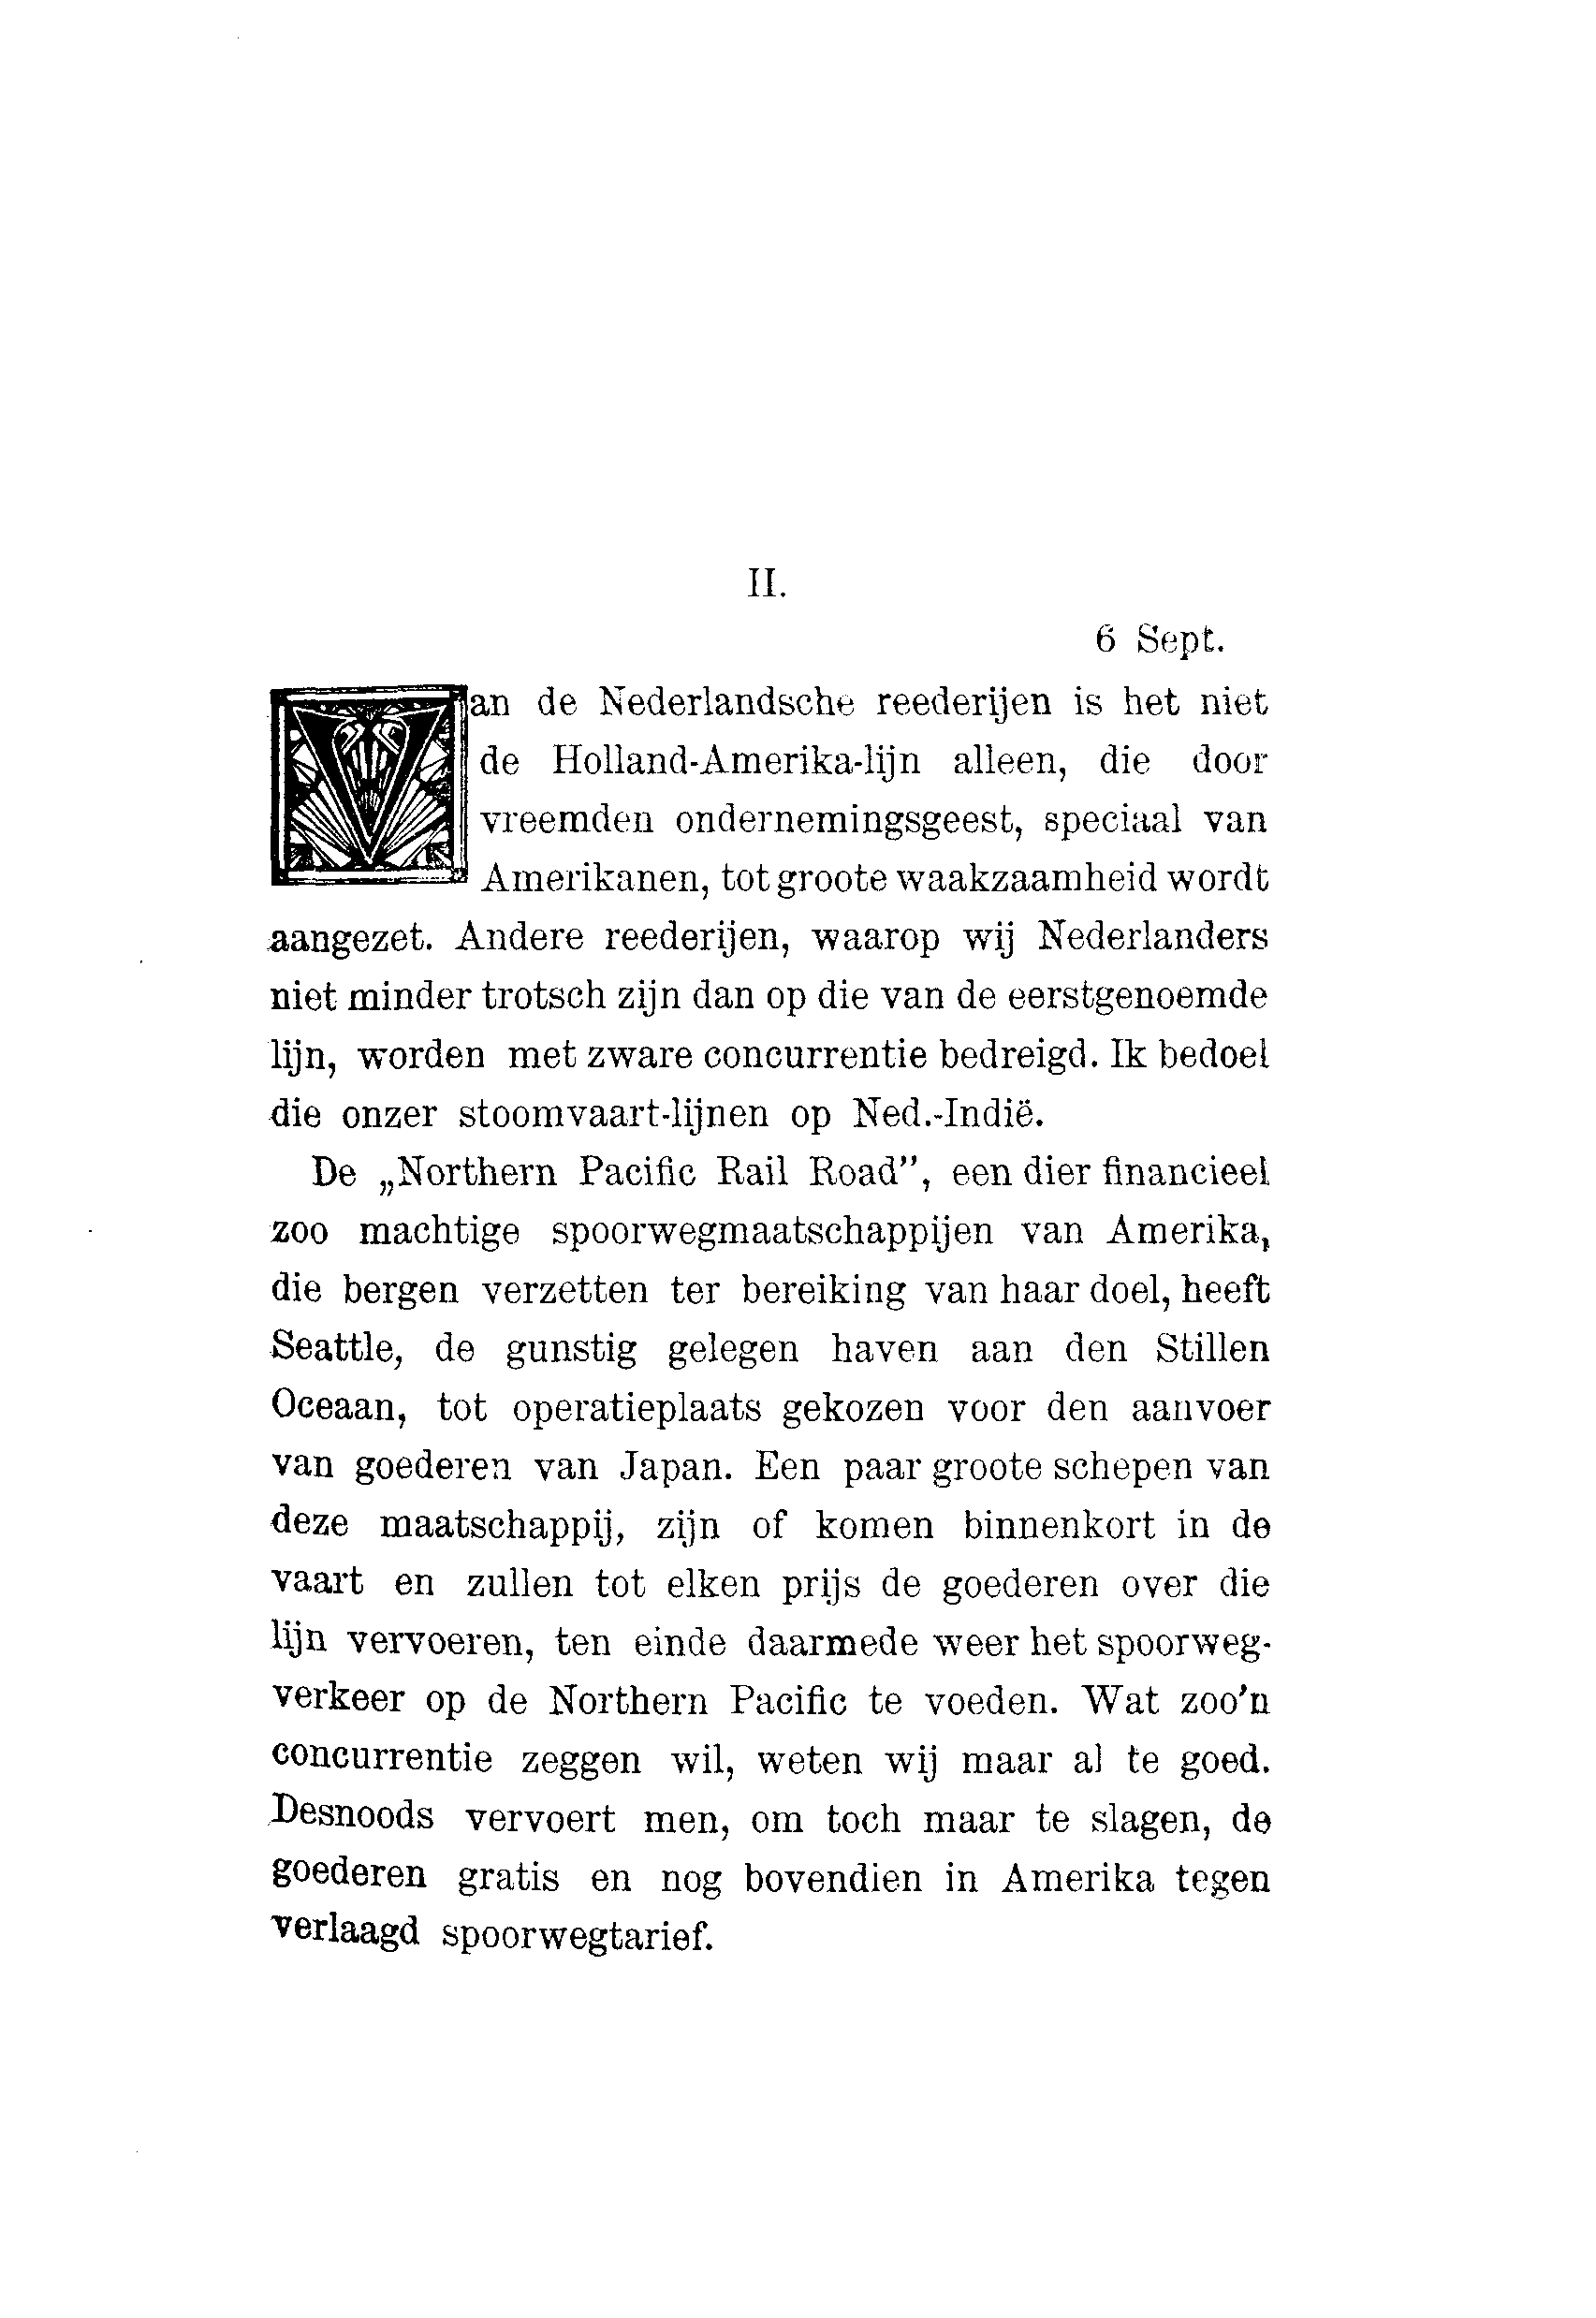 II.
6 Sept.
Van de Nederlandsche reederijen is het niet
de Holland-Amerika-lijn alleen, die door
vreemden ondernemingsgeest, speciaal van
Amerikanen, tot groote waakzaamheid wordt
aangezet. Andere reederijen, waarop wij Nederlanders
niet minder trotsch zijn dan op die van de eerstgenoemde
lijn, worden met zware concurrentie bedreigd. Ik bedoel
die onzer stoomvaart-lijnen op Ned.-Indië.
De „Northern Pacific Rail Road”, een dier financieel
zoo machtige spoorwegmaatschappijen van Amerika,
die bergen verzetten ter bereiking van haar doel, heeft
Seattle, de gunstig gelegen haven aan den Stillen
Oceaan, tot operatieplaats gekozen voor den aanvoer
van goederen van Japan. Een paar groote schepen van
deze maatschappij, zijn of komen binnenkort in de
vaart en zullen tot elken prijs de goederen over die
lijn vervoeren, ten einde daarmede weer het spoorweg-
verkeer op de Northern Pacific te voeden. Wat zoo'n
concurrentie zeggen wil, weten wij maar al te goed.
Desnoods vervoert men, om toch maar te slagen, de
goederen gratis en nog bovendien in Amerika tegen
verlaagd spoorwegtarief.